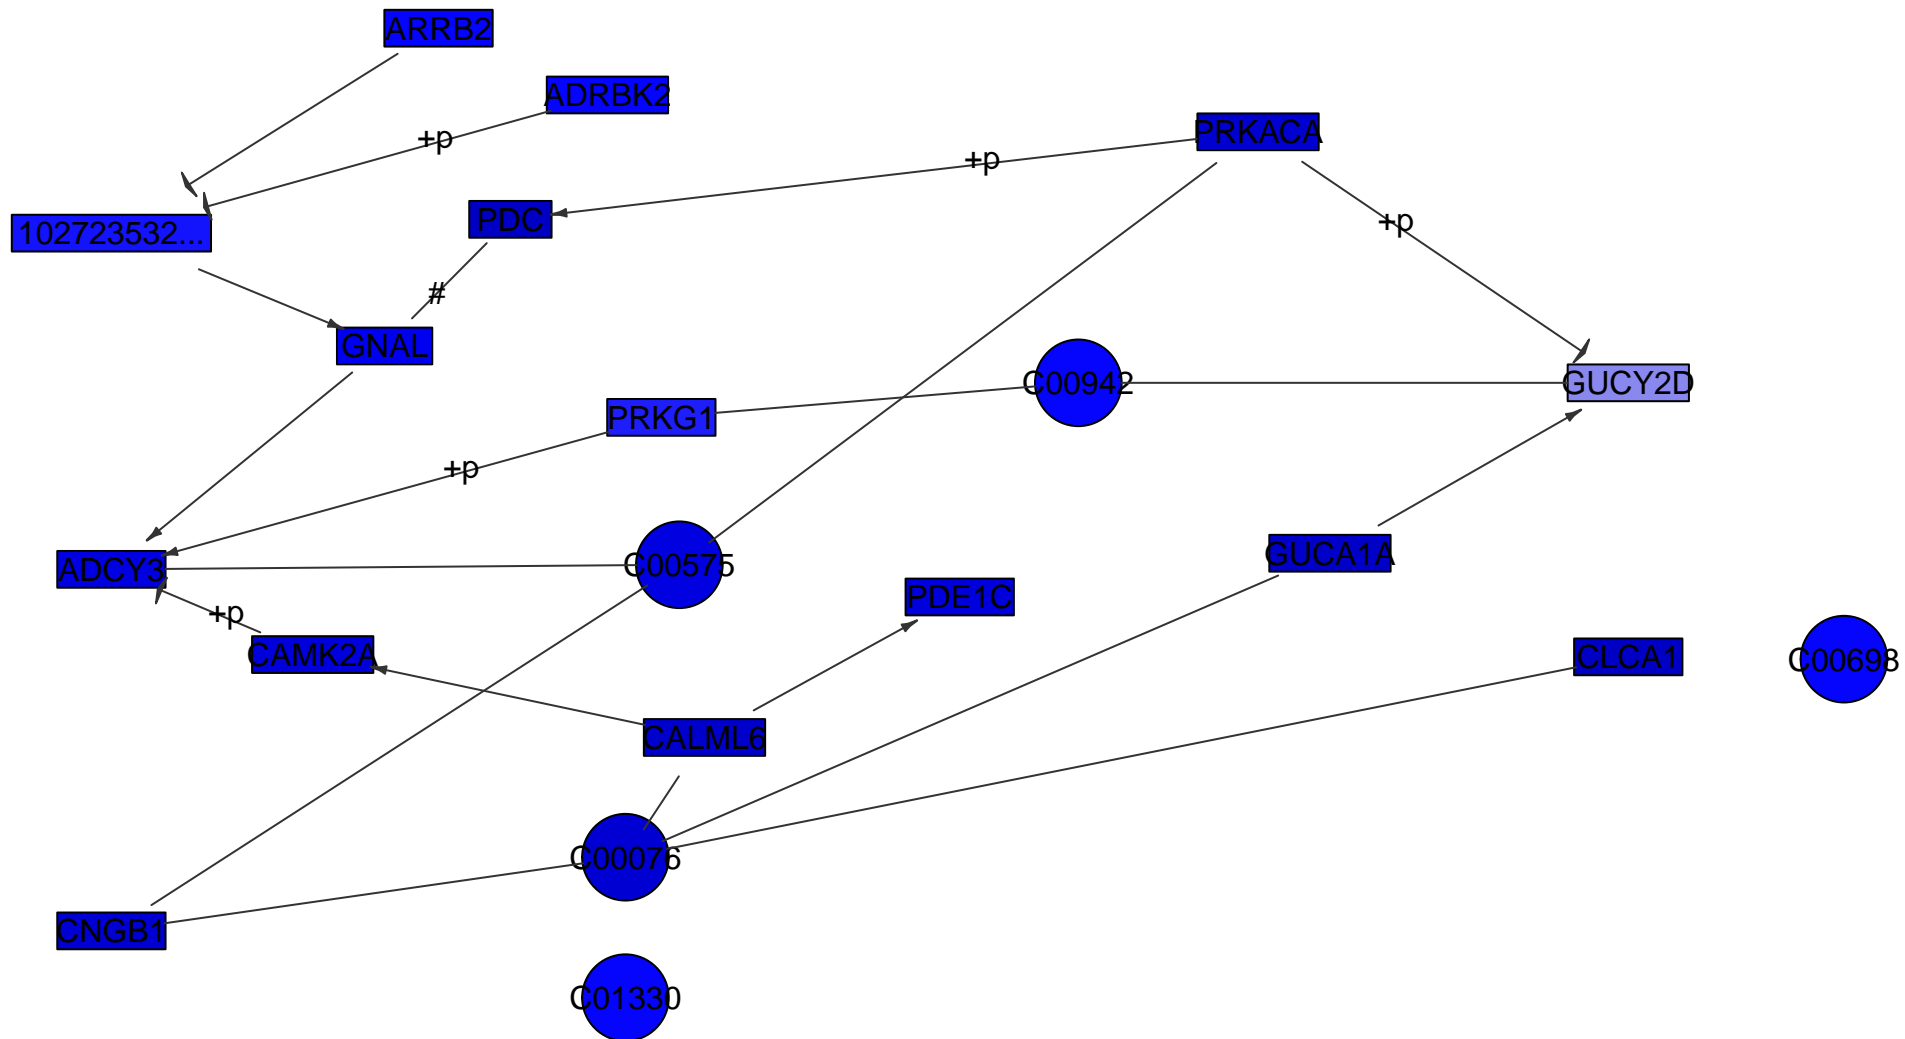 ARRB2
ADRBK2
PRKACA
+p
+p
102723532...
PDC
+p
#
GNAL
C00942
GUCY2D
PRKG1
+p
ADCY3
C00575
GUCA1A
PDE1C
+p
CAMK2A
CLCA1
C00698
CALML6
C00076
CNGB1
C01330